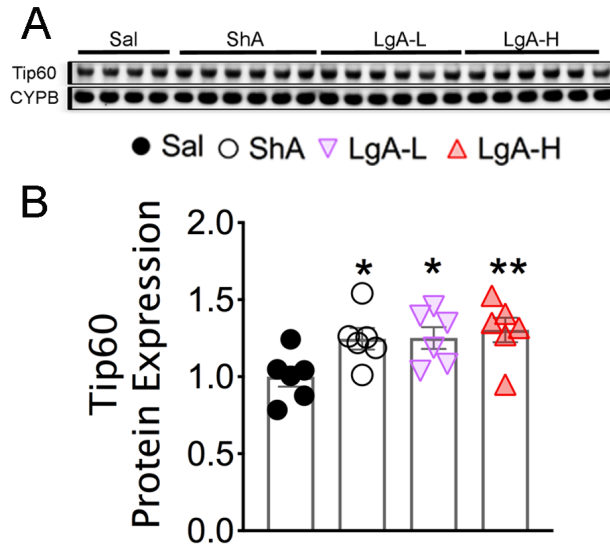 A
Sal ShA LgA-L LgA-H
Tip60
CYPB
Sal ShA LgA-L LgA-H
B
Tip60
Protein Expression
2.0
1.5
1.0
0.5
0.0
* * **